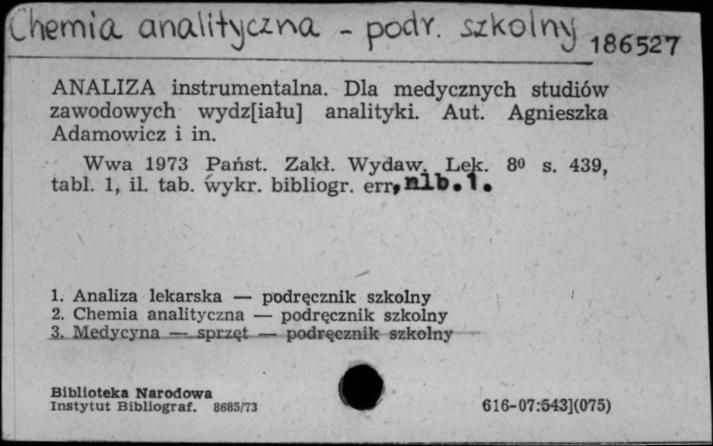 Chemia analityczna - podr. szkolny
186527
ANALIZA instrumentalna. Dla medycznych studiów
zawodowych wydz[iału] analityki. Aut. Agnieszka
Adamowicz i in.
Wwa 1973 Państ. Zakł. Wydaw. Lek. 8⁰ s. 439,
tabl. 1, il. tab. wykr. bibliogr. err, nlb.1.
1. Analiza lekarska — podręcznik szkolny
2. Chemia analityczna — podręcznik szkolny
3. Medycyna — sprzęt — podręcznik szkolny
Biblioteka Narodowa
Instytut Bibliograf. 8685/73
616-07:543](075)